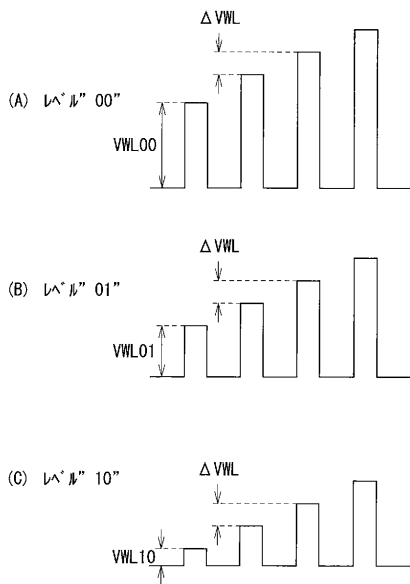 ΔVWL
(A) ﾚﾍﾞﾙ" 00"
VWL00
ΔVWL
(B) ﾚﾍﾞﾙ" 01"
VWL01
ΔVWL
(C) ﾚﾍﾞﾙ" 10"
VWL10